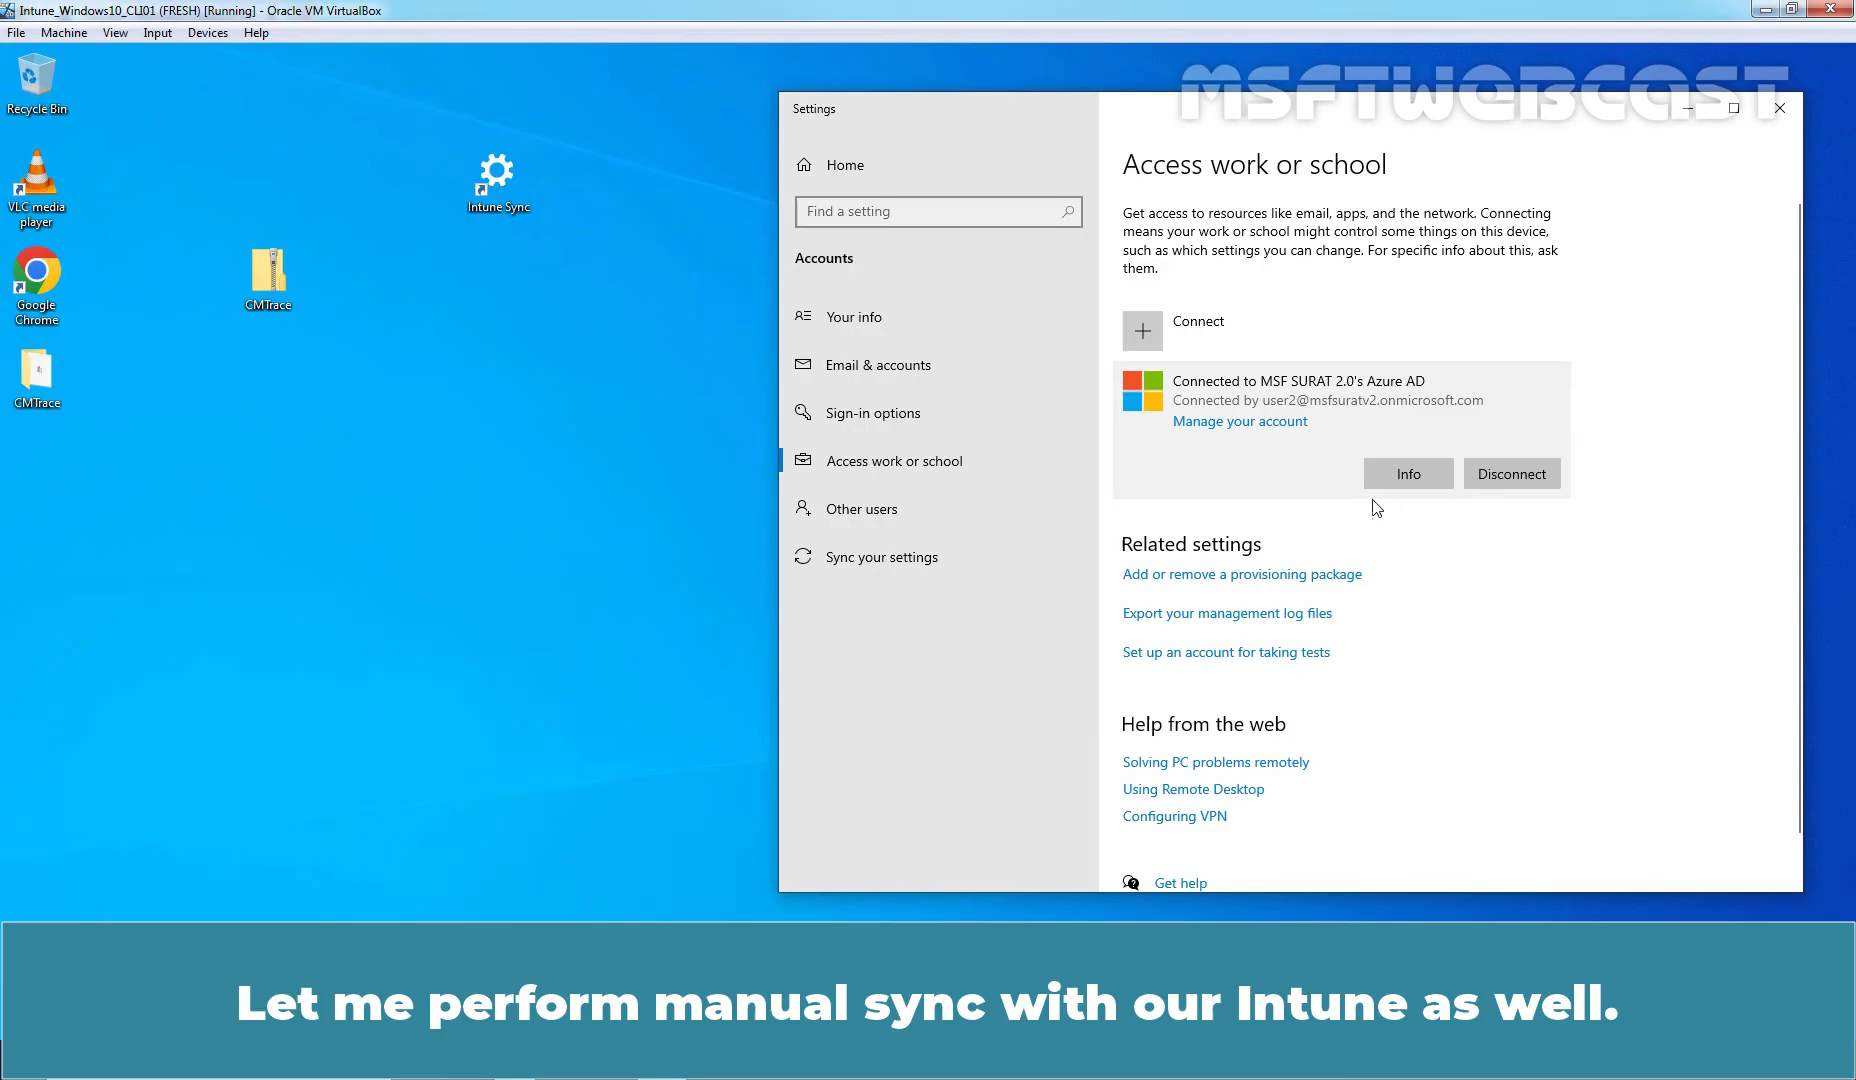 Intune_Windows10_CLI01 (FRESH) [Running] - Oracle VM VirtualBox
File Machine View Input Devices Help
Recycle Bin
VLC media
player
Google
Chrome
CMTrace
CMTrace
Intune Sync
MSFTWEBCAST
Settings
Home
Find a setting
Accounts
Your info
Email & accounts
Sign-in options
Access work or school
Other users
Sync your settings
Access work or school
Get access to resources like email, apps, and the network. Connecting
means your work or school might control some things on this device,
such as which settings you can change. For specific info about this, ask
them.
Connect
Connected to MSF SURAT 2.0's Azure AD
Connected by user2@msfsuratv2.onmicrosoft.com
Manage your account
Info Disconnect
Related settings
Add or remove a provisioning package
Export your management log files
Set up an account for taking tests
Help from the web
Solving PC problems remotely
Using Remote Desktop
Configuring VPN
Get help
Let me perform manual sync with our Intune as well.